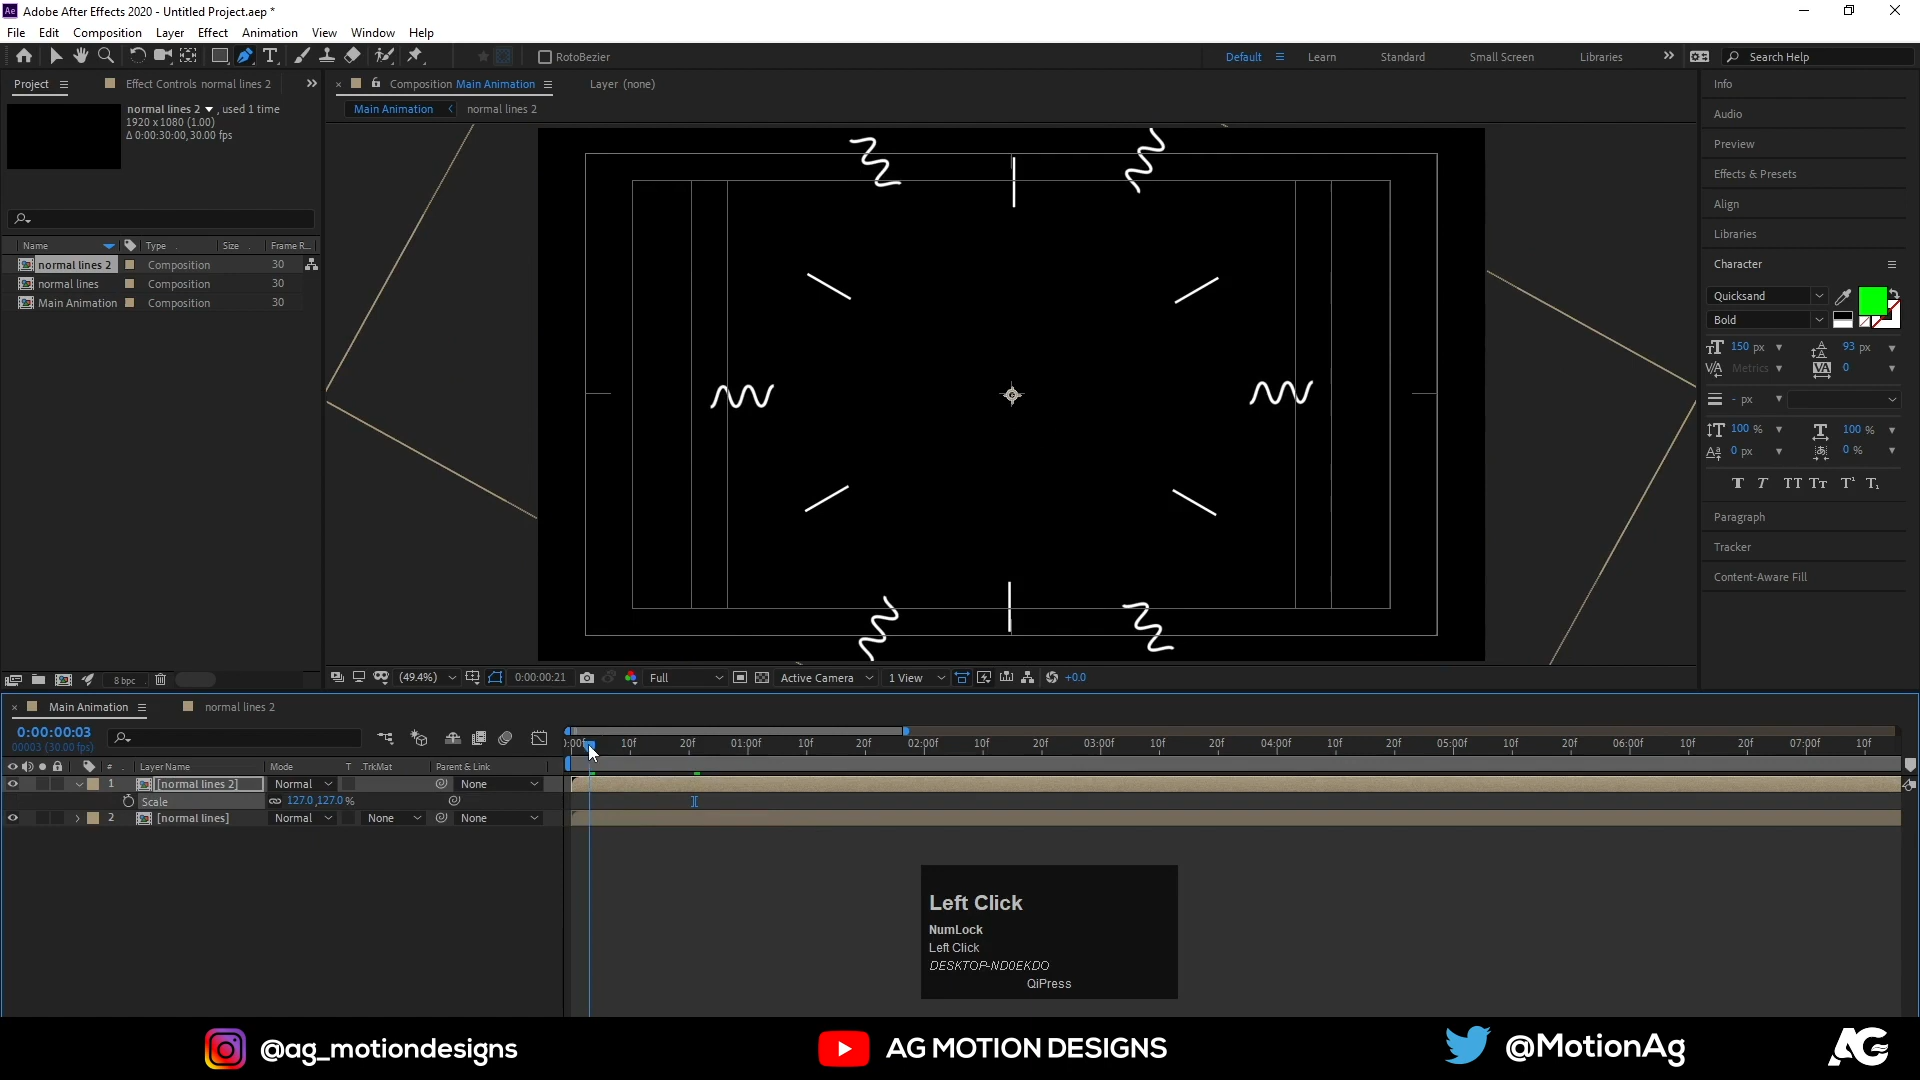 Ae Adobe After Effects 2020 - Untitled Project.aep *
File Edit Composition Layer Effect Animation View Window Help
RotoBezier Default Learn Standard Small Screen Libraries Search Help
Project Effect Controls normal lines 2
normal lines 2 , used 1 time
1920 x1080 (1.00)
Δ 0:00:30:00, 30.00 fps
Name Type Size Frame R...
normal lines 2 Composition 30
normal lines Composition 30
Main Animation Composition 30
8 bpc
Composition Main Animation Layer (none)
Main Animation normal lines 2
(49.4%) 0:00:00:21 Full Active Camera 1 View +0.0
Info
Audio
Preview
Effects & Presets
Align
Libraries
Character
Quicksand
Bold
150 px 93 px
Metrics 0
- px
100 % 100 %
0 px 0 %
Paragraph
Tracker
Content-Aware Fill
Main Animation normal lines 2
0:00:00:03
00003 (30.00 fps)
):00f 10f 20f 01:00f 10f 20f 02:00f 10f 20f 03:00f 10f 20f 04:00f 10f 20f 05:00f 10f 20f 06:00f 10f 20f 07:00f 10f
# Layer Name Mode T .TrkMat Parent & Link
1 [normal lines 2] Normal None
Scale 127.0,127.0 %
2 [normal lines] Normal None None
Left Click
NumLock
Left Click
DESKTOP-ND0EKDO
QiPress
@ag_motiondesigns AG MOTION DESIGNS @MotionAg AG